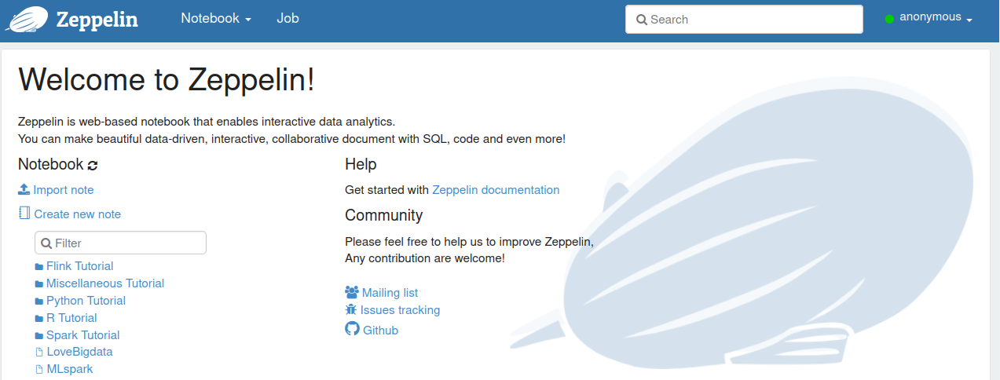 Zeppelin
Notebook
Job
Search
anonymous
Welcome to Zeppelin!
Zeppelin is web-based notebook that enables interactive data analytics.
You can make beautiful data-driven, interactive, collaborative document with SQL, code and even more!
Notebook
Import note
Create new note
Filter
Flink Tutorial
Miscellaneous Tutorial
Python Tutorial
R Tutorial
Spark Tutorial
LoveBigdata
MLspark
Help
Get started with Zeppelin documentation
Community
Please feel free to help us to improve Zeppelin,
Any contribution are welcome!
Mailing list
Issues tracking
Github